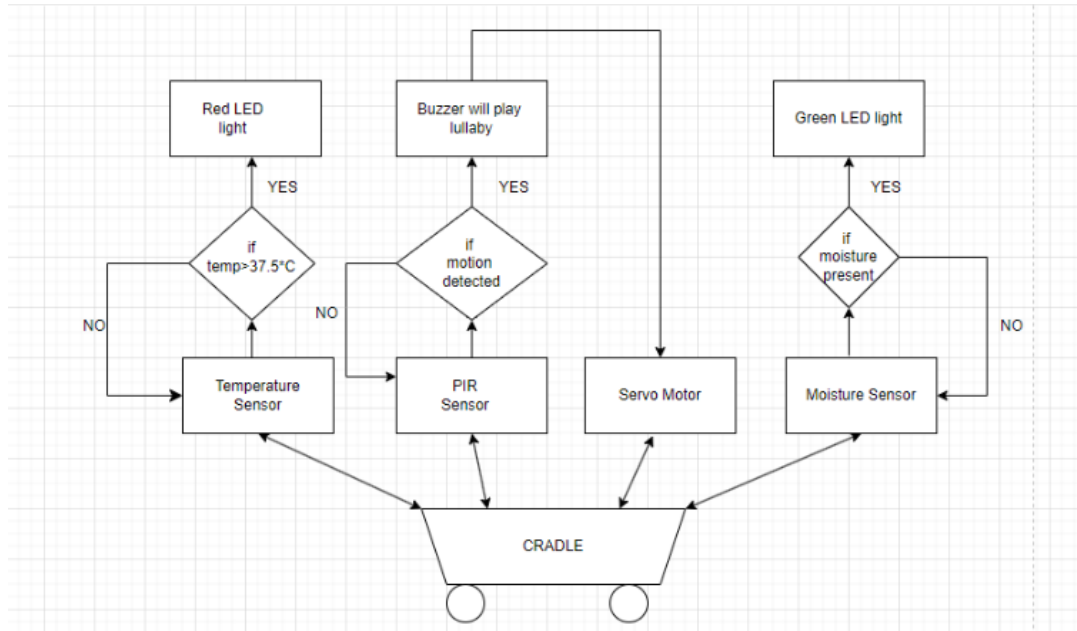 Red LED
light
Buzzer will play
lullaby
Green LED light
YES
YES
YES
if
temp>37.5*C
if
motion
detected
if
moisture
present
NO
NO
NO
Temperature
Sensor
PIR
Sensor
Servo Motor
Moisture Sensor
CRADLE